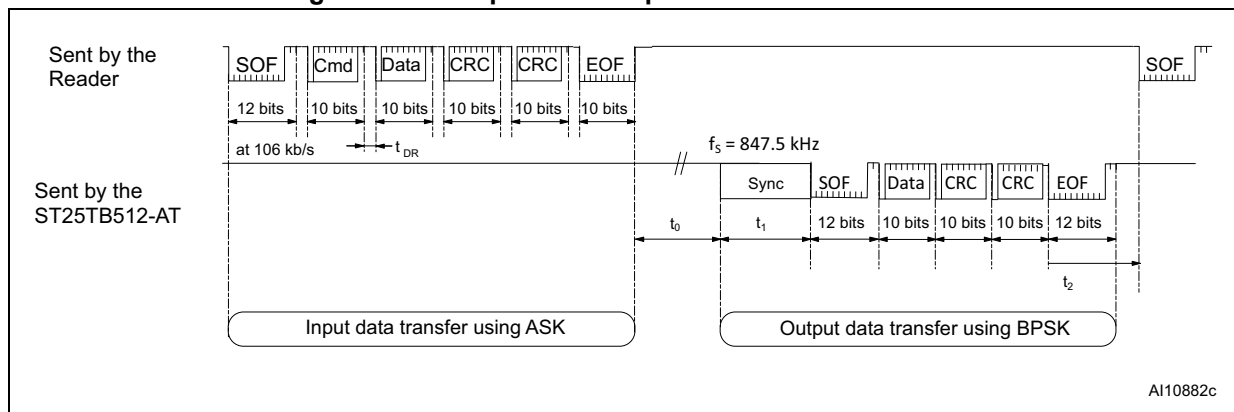 Sent by the
Reader
SOF Cmd Data CRC CRC EOF SOF
12 bits 10 bits 10 bits 10 bits 10 bits 10 bits
at 106 kb/s t DR
fS = 847.5 kHz
Sent by the
ST25TB512-AT
Sync SOF Data CRC CRC EOF
t0 t1 12 bits 10 bits 10 bits 10 bits 12 bits
t2
Input data transfer using ASK Output data transfer using BPSK
AI10882c